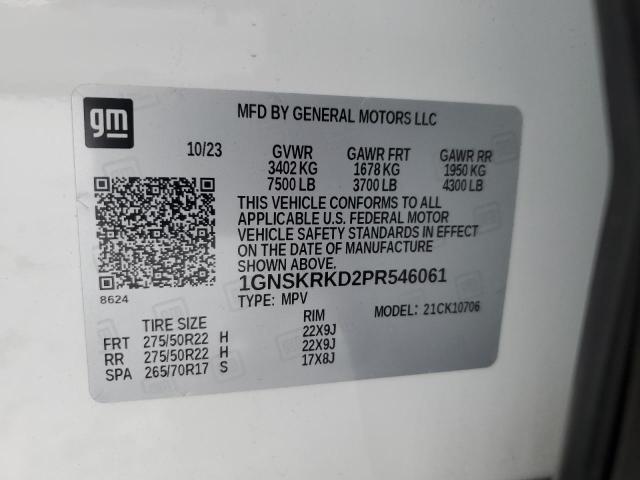 gm
MFD BY GENERAL MOTORS LLC
10/23 GVWR GAWR FRT GAWR RR
3402 KG 1678 KG 1950 KG
7500 LB 3700 LB 4300 LB
THIS VEHICLE CONFORMS TO ALL
APPLICABLE U.S. FEDERAL MOTOR
VEHICLE SAFETY STANDARDS IN EFFECT
ON THE DATE OF MANUFACTURE
SHOWN ABOVE.
8624
1GNSKRKD2PR546061
TYPE: MPV MODEL: 21CK10706
TIRE SIZE RIM
FRT 275/50R22 H 22X9J
RR 275/50R22 H 22X9J
SPA 265/70R17 S 17X8J